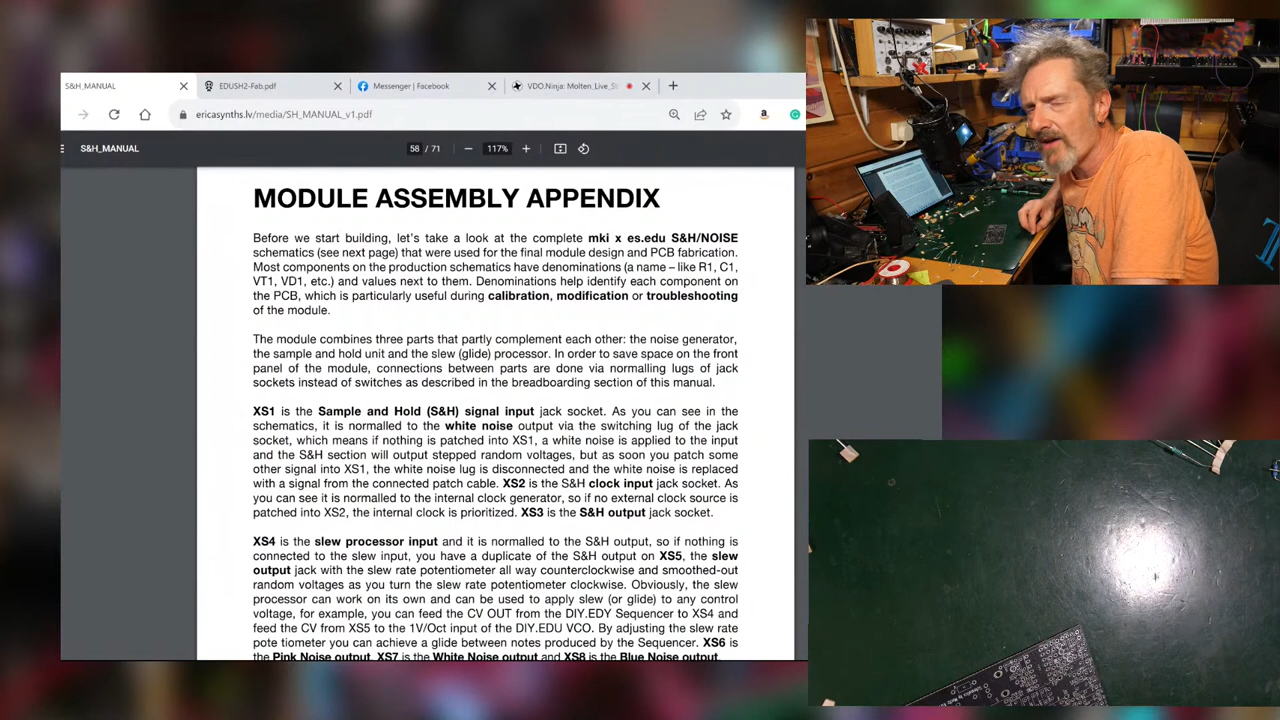 S&H_MANUAL
EDUSH2-Fab.pdf
Messenger | Facebook
VDO.Ninja: Molten_Live_St
ericasynths.lv/media/SH_MANUAL_v1.pdf
S&H_MANUAL
58 / 71
117%
MODULE ASSEMBLY APPENDIX
Before we start building, let's take a look at the complete mki x es.edu S&H/NOISE
schematics (see next page) that were used for the final module design and PCB fabrication.
Most components on the production schematics have denominations (a name – like R1, C1,
VT1, VD1, etc.) and values next to them. Denominations help identify each component on
the PCB, which is particularly useful during calibration, modification or troubleshooting
of the module.
The module combines three parts that partly complement each other: the noise generator,
the sample and hold unit and the slew (glide) processor. In order to save space on the front
panel of the module, connections between parts are done via normalling lugs of jack
sockets instead of switches as described in the breadboarding section of this manual.
XS1 is the Sample and Hold (S&H) signal input jack socket. As you can see in the
schematics, it is normalled to the white noise output via the switching lug of the jack
socket, which means if nothing is patched into XS1, a white noise is applied to the input
and the S&H section will output stepped random voltages, but as soon you patch some
other signal into XS1, the white noise lug is disconnected and the white noise is replaced
with a signal from the connected patch cable. XS2 is the S&H clock input jack socket. As
you can see it is normalled to the internal clock generator, so if no external clock source is
patched into XS2, the internal clock is prioritized. XS3 is the S&H output jack socket.
XS4 is the slew processor input and it is normalled to the S&H output, so if nothing is
connected to the slew input, you have a duplicate of the S&H output on XS5, the slew
output jack with the slew rate potentiometer all way counterclockwise and smoothed-out
random voltages as you turn the slew rate potentiometer clockwise. Obviously, the slew
processor can work on its own and can be used to apply slew (or glide) to any control
voltage, for example, you can feed the CV OUT from the DIY.EDY Sequencer to XS4 and
feed the CV from XS5 to the 1V/Oct input of the DIY.EDU VCO. By adjusting the slew rate
pote tiometer you can achieve a glide between notes produced by the Sequencer. XS6 is
the Pink Noise output, XS7 is the White Noise output and XS8 is the Blue Noise output.